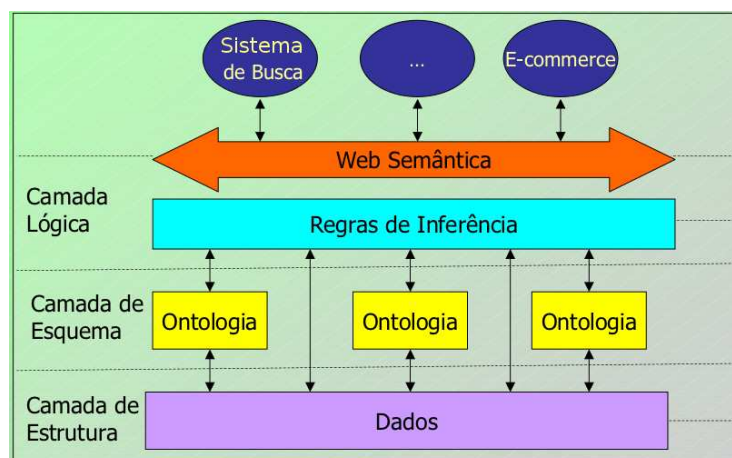 Sistema
de Busca
...
E-commerce
Web Semântica
Camada
Lógica
Regras de Inferência
Camada de
Esquema
Ontologia
Ontologia
Ontologia
Camada de
Estrutura
Dados